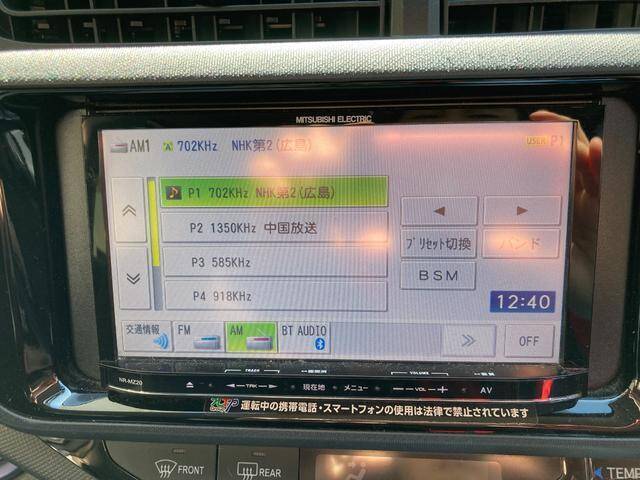 MITSUBISHI ELECTRIC
AM1 702KHz NHK第2(広島) USER P1
P1 702KHz NHK第2(広島)
P2 1350KHz 中国放送
P3 585KHz
P4 918KHz
◀ ▶
プリセット切換 バンド
BSM
12:40
交通情報 FM AM BT AUDIO OFF
TRACK VOLUME
NR-MZ20 TRK 現在地 メニュー − VOL + AV
運転中の携帯電話・スマートフォンの使用は法律で禁止されています
FRONT REAR TEMP